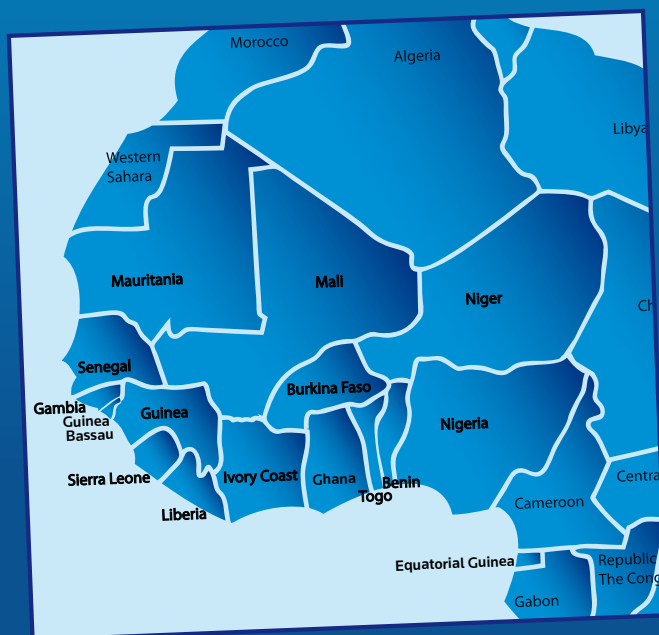 Morocco
Algeria
Libya
Western
Sahara
Mauritania
Mali
Niger
Ch
Senegal
Burkina Faso
Gambia
Guinea
Bassau
Guinea
Nigeria
Sierra Leone
Ivory Coast
Ghana
Benin
Togo
Liberia
Centra
Cameroon
Equatorial Guinea
Republic
The Cong
Gabon